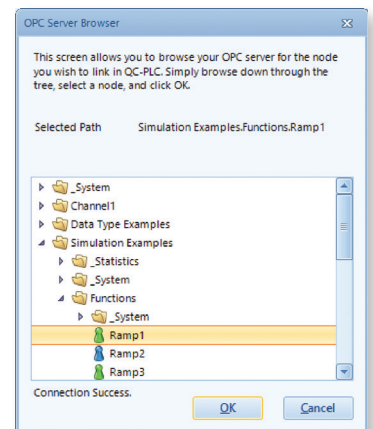 OPC Server Browser
This screen allows you to browse your OPC server for the node
you wish to link in QC-PLC. Simply browse down through the
tree, select a node, and click OK.
Selected Path Simulation Examples.Functions.Ramp1
_System
Channel1
Data Type Examples
Simulation Examples
_Statistics
_System
Functions
_System
Ramp1
Ramp2
Ramp3
Connection Success.
OK Cancel